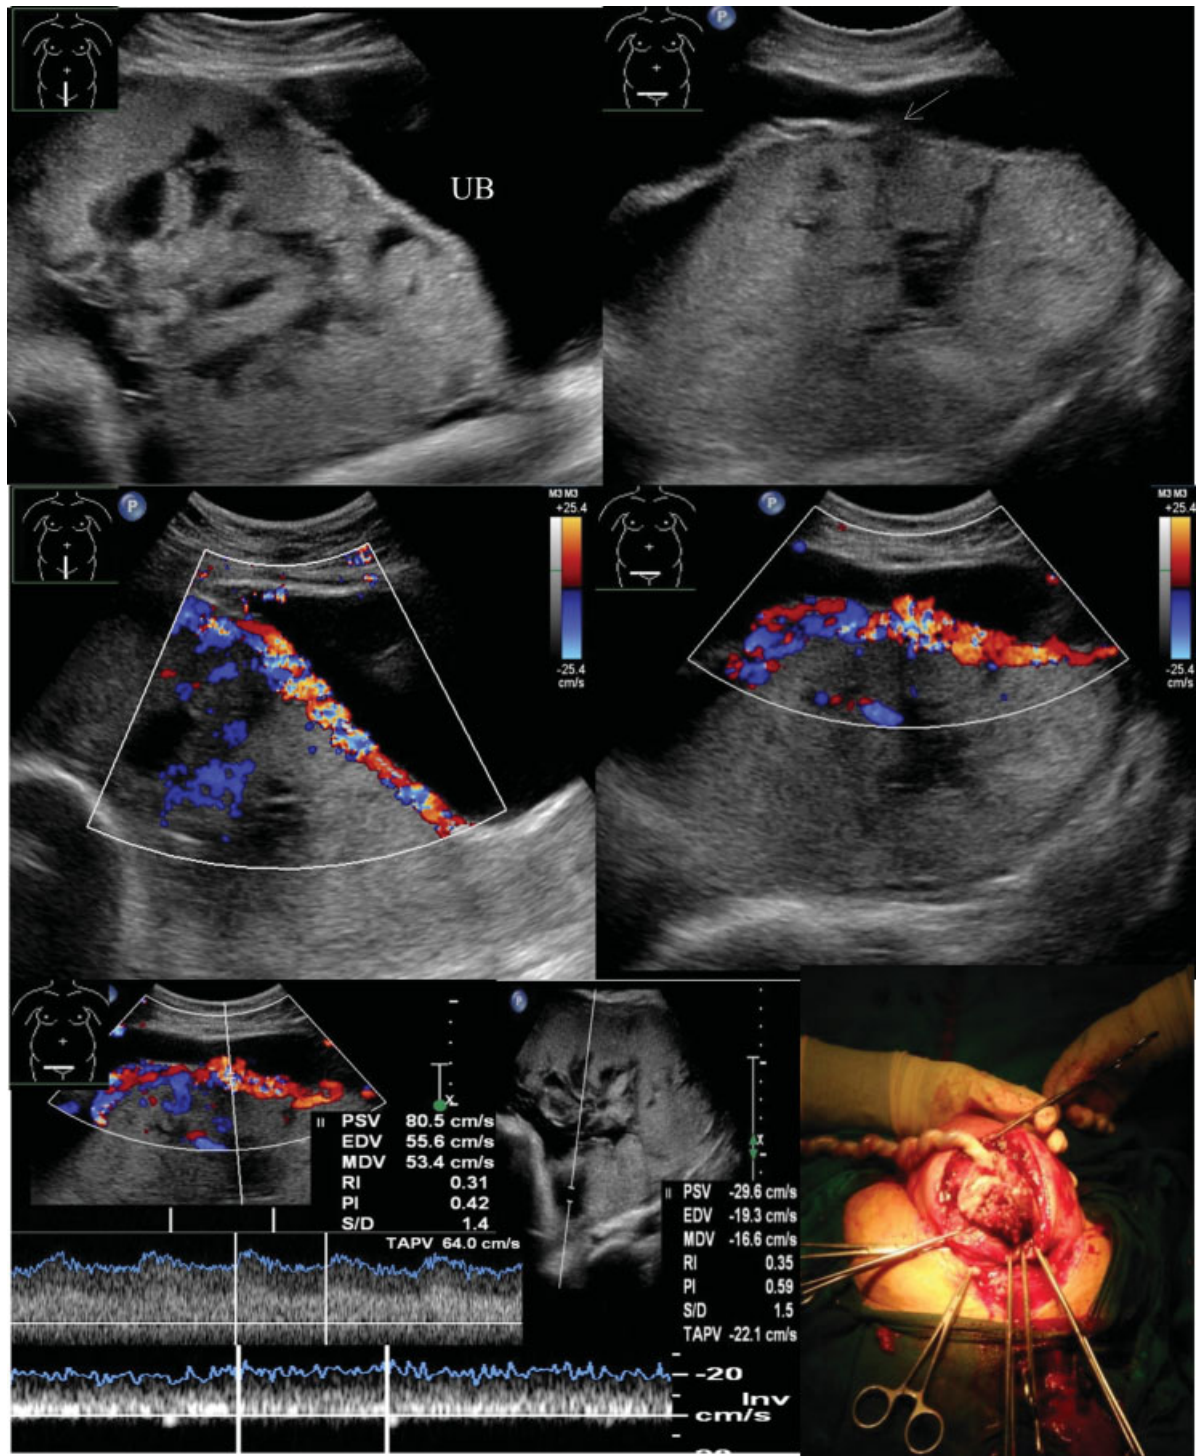 P
UB
P
M3 M3
+25.4
-25.4
cm/s
P
M3 M3
+25.4
-25.4
cm/s
x
PSV 80.5 cm/s
EDV 55.6 cm/s
MDV 53.4 cm/s
RI 0.31
PI 0.42
S/D 1.4
TAPV 64.0 cm/s
P
x
PSV -29.6 cm/s
EDV -19.3 cm/s
MDV -16.6 cm/s
RI 0.35
PI 0.59
S/D 1.5
TAPV -22.1 cm/s
-20
Inv
cm/s